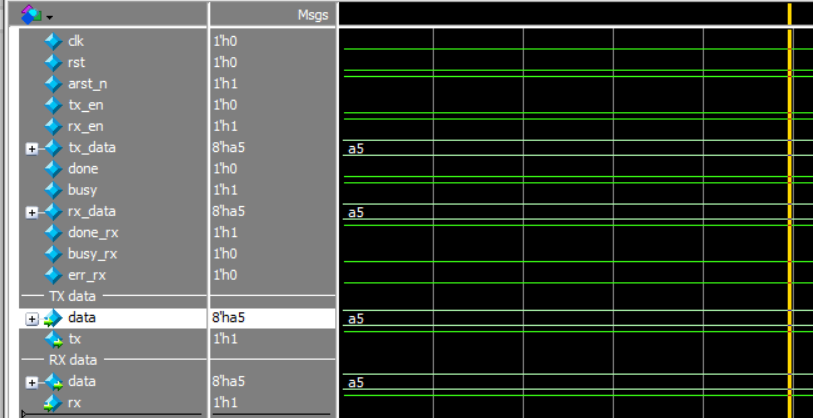 Msgs
clk 1'h0
rst 1'h0
arst_n 1'h1
tx_en 1'h0
rx_en 1'h1
tx_data 8'ha5 a5
done 1'h0
busy 1'h1
rx_data 8'ha5 a5
done_rx 1'h1
busy_rx 1'h0
err_rx 1'h0
TX data
data 8'ha5 a5
tx 1'h1
RX data
data 8'ha5 a5
rx 1'h1